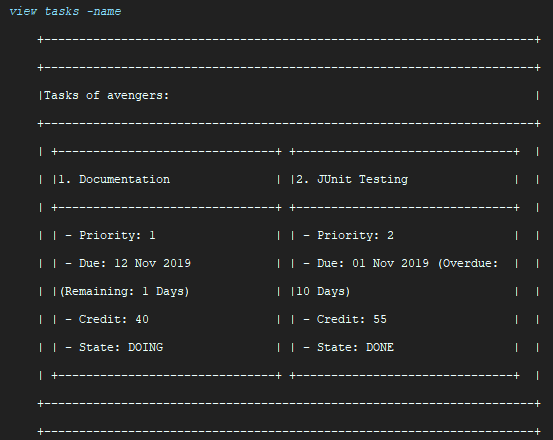 view tasks -name
+----------------------------------------------------------------------+
+----------------------------------------------------------------------+
|Tasks of avengers:                                                    |
+----------------------------------------------------------------------+
| +-------------------------------+ +-------------------------------+  |
| |1. Documentation               | |2. JUnit Testing               |  |
| +-------------------------------+ +-------------------------------+  |
| | - Priority: 1                 | | - Priority: 2                 |  |
| | - Due: 12 Nov 2019            | | - Due: 01 Nov 2019 (Overdue:  |  |
| |(Remaining: 1 Days)            | |10 Days)                       |  |
| | - Credit: 40                  | | - Credit: 55                  |  |
| | - State: DOING                | | - State: DONE                 |  |
| +-------------------------------+ +-------------------------------+  |
+----------------------------------------------------------------------+
+----------------------------------------------------------------------+